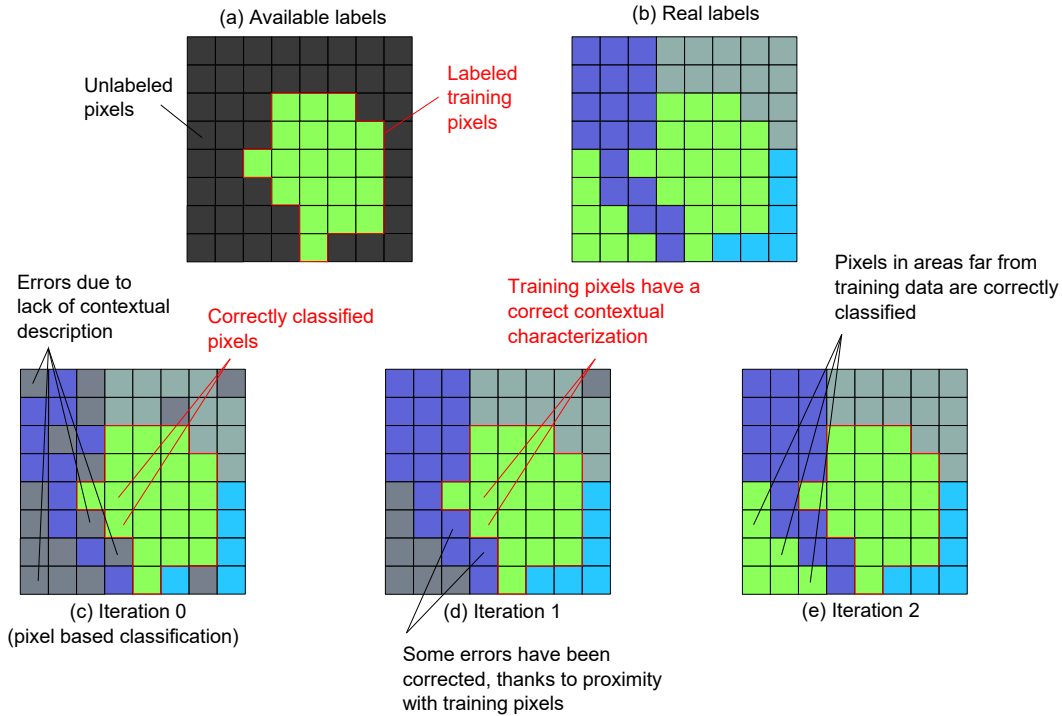 (a) Available labels
(b) Real labels
Unlabeled
pixels
Labeled
training
pixels
Errors due to
lack of contextual
description
Correctly classified
pixels
Training pixels have a
correct contextual
characterization
Pixels in areas far from
training data are correctly
classified
(c) Iteration 0
(pixel based classification)
(d) Iteration 1
(e) Iteration 2
Some errors have been
corrected, thanks to proximity
with training pixels